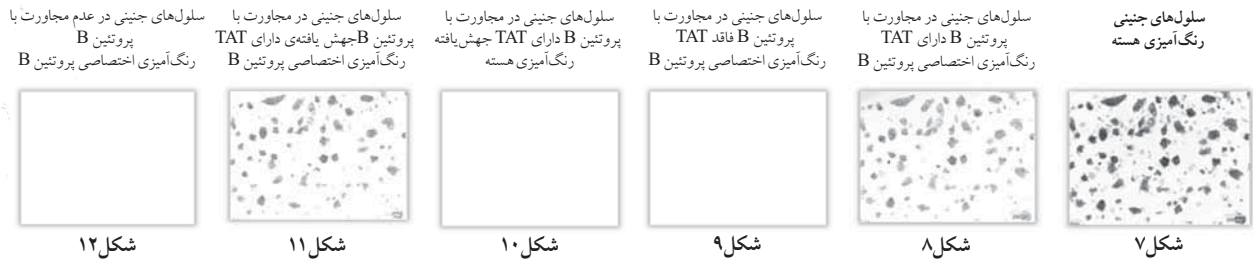 سلول‌های جنینی
رنگ‌آمیزی هسته
سلول‌های جنینی در مجاورت با
پروتئین B دارای TAT
رنگ‌آمیزی اختصاصی پروتئین B
سلول‌های جنینی در مجاورت با
پروتئین B فاقد TAT
رنگ‌آمیزی اختصاصی پروتئین B
سلول‌های جنینی در مجاورت با
پروتئین B دارای TAT جهش‌یافته
رنگ‌آمیزی هسته
سلول‌های جنینی در مجاورت با
پروتئین Bجهش یافته‌ی دارای TAT
رنگ‌آمیزی اختصاصی پروتئین B
سلول‌های جنینی در عدم مجاورت با
پروتئین B
رنگ‌آمیزی اختصاصی پروتئین B
شکل۷
شکل۸
شکل۹
شکل۱۰
شکل۱۱
شکل۱۲